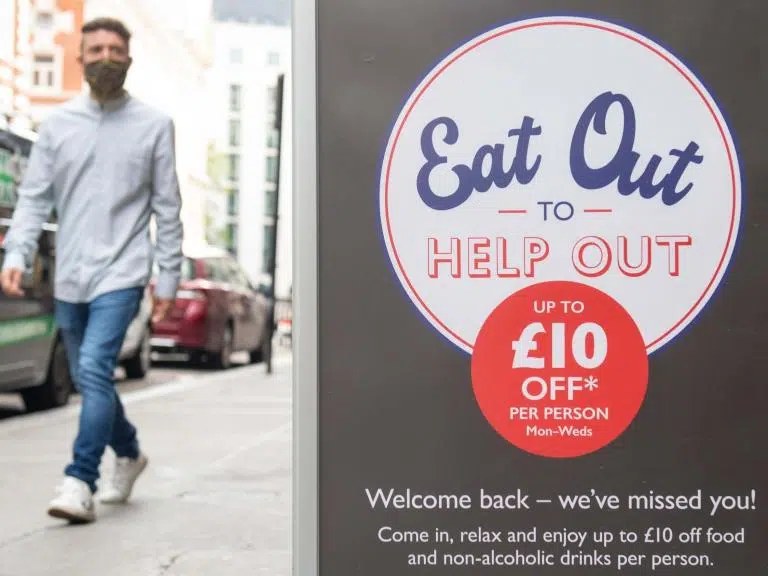 Eat Out
TO
HELP OUT
UP TO
£10
OFF*
PER PERSON
Mon–Weds
Welcome back – we've missed you!
Come in, relax and enjoy up to £10 off food
and non-alcoholic drinks per person.